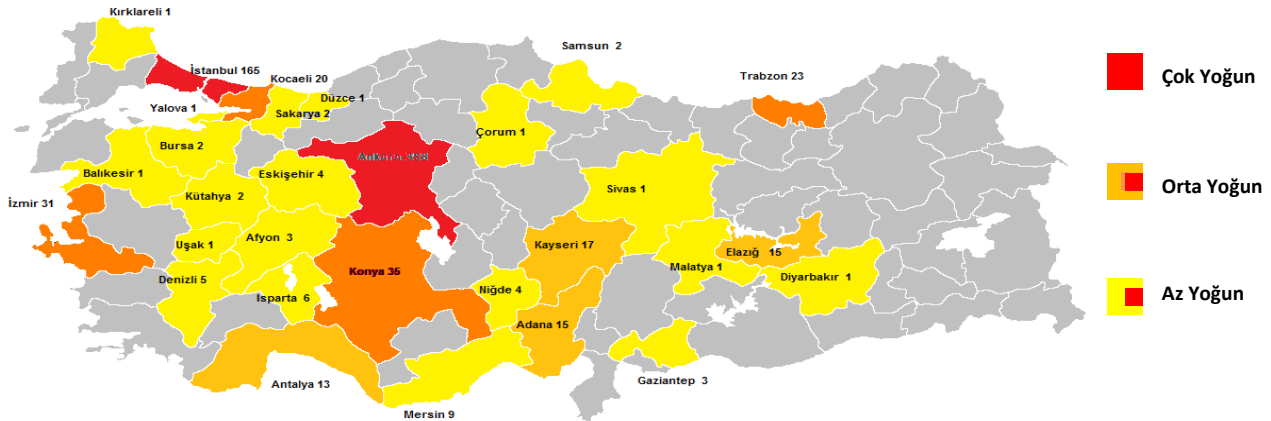 Kırklareli 1
Samsun 2
İstanbul 165
Kocaeli 20
Trabzon 23
Çok Yoğun
Yalova 1
Düzce 1
Sakarya 2
Çorum 1
Bursa 2
Ankara
Balıkesir 1
Eskişehir 4
Orta Yoğun
Kütahya 2
Sivas 1
İzmir 31
Uşak 1
Afyon 3
Kayseri 17
Elazığ 15
Konya 35
Malatya 1
Diyarbakır 1
Denizli 5
Isparta 6
Niğde 4
Az Yoğun
Adana 15
Antalya 13
Gaziantep 3
Mersin 9